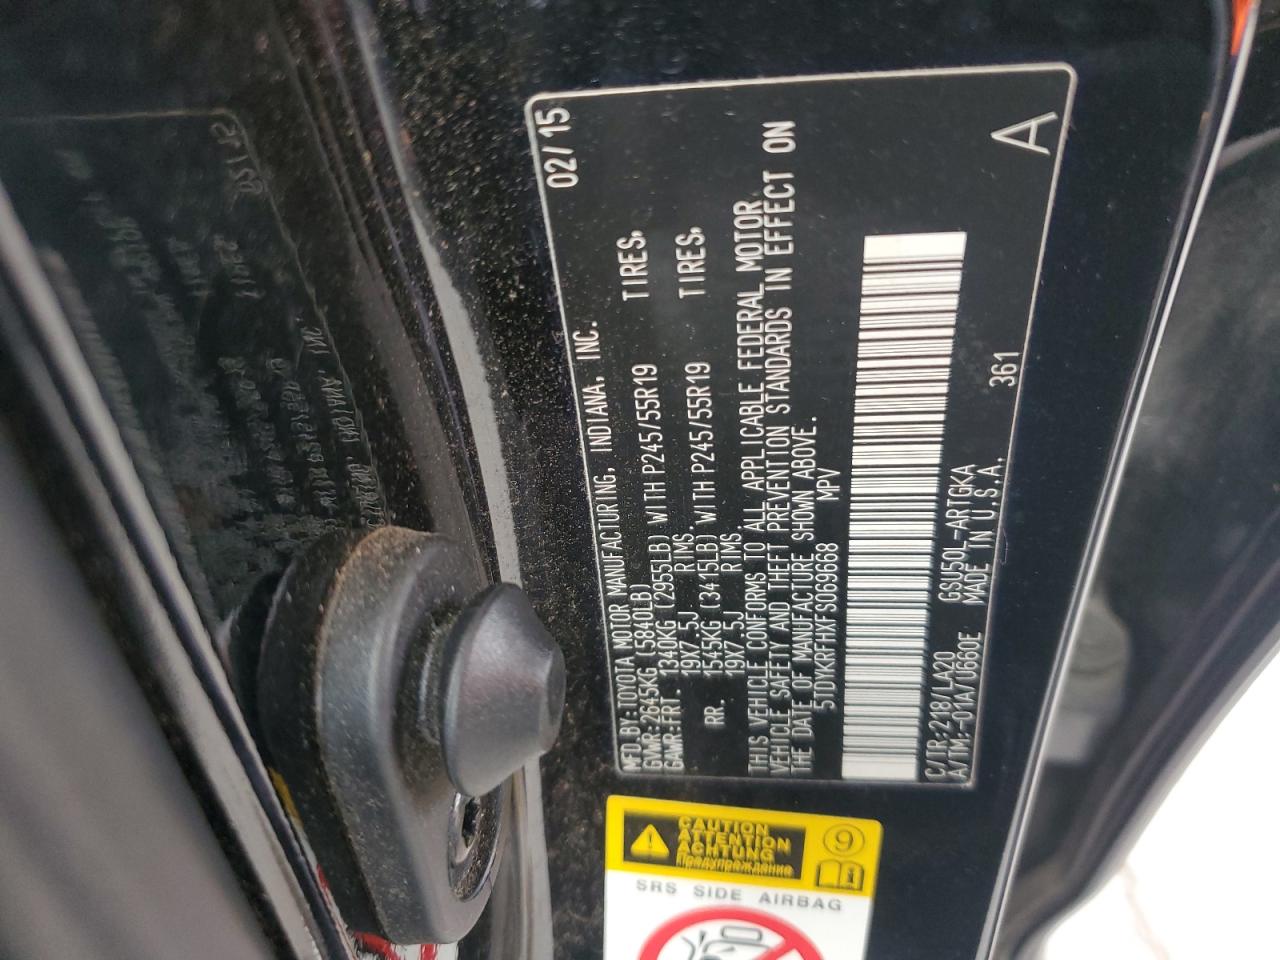 MFD.BY:TOYOTA MOTOR MANUFACTURING, INDIANA, INC. 02/15
GVWR:2645KG (5840LB)
GAWR:FRT. 1340KG (2955LB) WITH P245/55R19 TIRES,
19X7.5J RIMS.
RR. 1545KG (3415LB) WITH P245/55R19 TIRES,
19X7.5J RIMS.
THIS VEHICLE CONFORMS TO ALL APPLICABLE FEDERAL MOTOR
VEHICLE SAFETY AND THEFT PREVENTION STANDARDS IN EFFECT ON
THE DATE OF MANUFACTURE SHOWN ABOVE.
5TDYKRFHXFS069668 MPV
C/TR:218/LA20 GSU50L-ARTGKA 361
A/TM:-01A/U660E MADE IN U.S.A. A
CAUTION
ATTENTION
ACHTUNG
Предупреждение
9
SRS SIDE AIRBAG